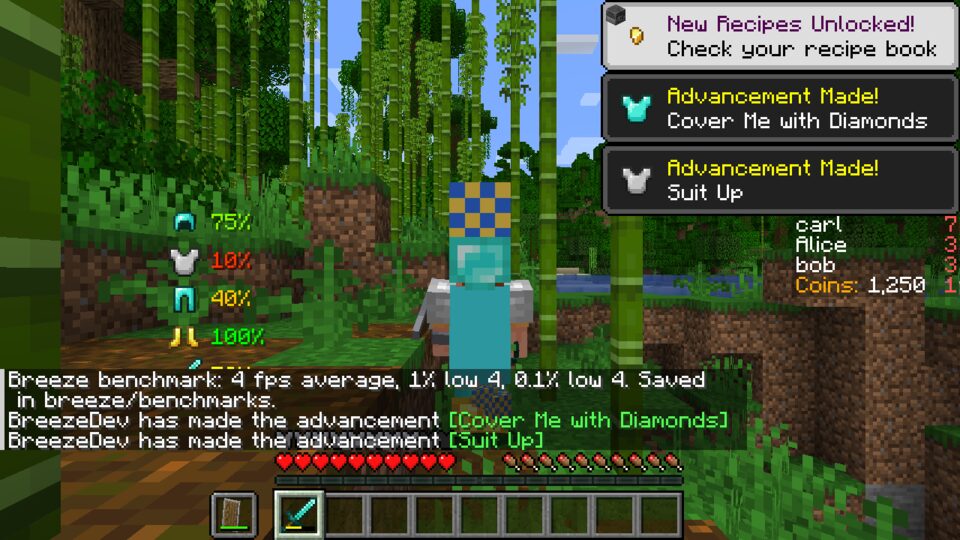 New Recipes Unlocked!
Check your recipe book
Advancement Made!
Cover Me with Diamonds
Advancement Made!
Suit Up
carl 7
Alice 3
bob 3
Coins: 1,250 1
75%
10%
40%
100%
Breeze benchmark: 4 fps average, 1% low 4, 0.1% low 4. Saved
in breeze/benchmarks.
BreezeDev has made the advancement [Cover Me with Diamonds]
BreezeDev has made the advancement [Suit Up]